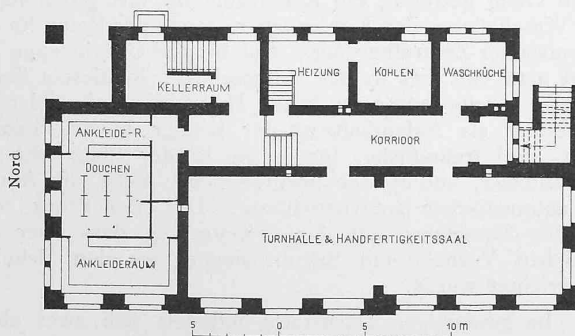 HEIZUNG
KOHLEN
WASCHKÜCHE
KELLERRAUM
ANKLEIDE-R.
KORRIDOR
DOUCHEN
Nord
TURNHALLE & HANDFERTIGKEITSSAAL
ANKLEIDERAUM
5 0 5 10 m